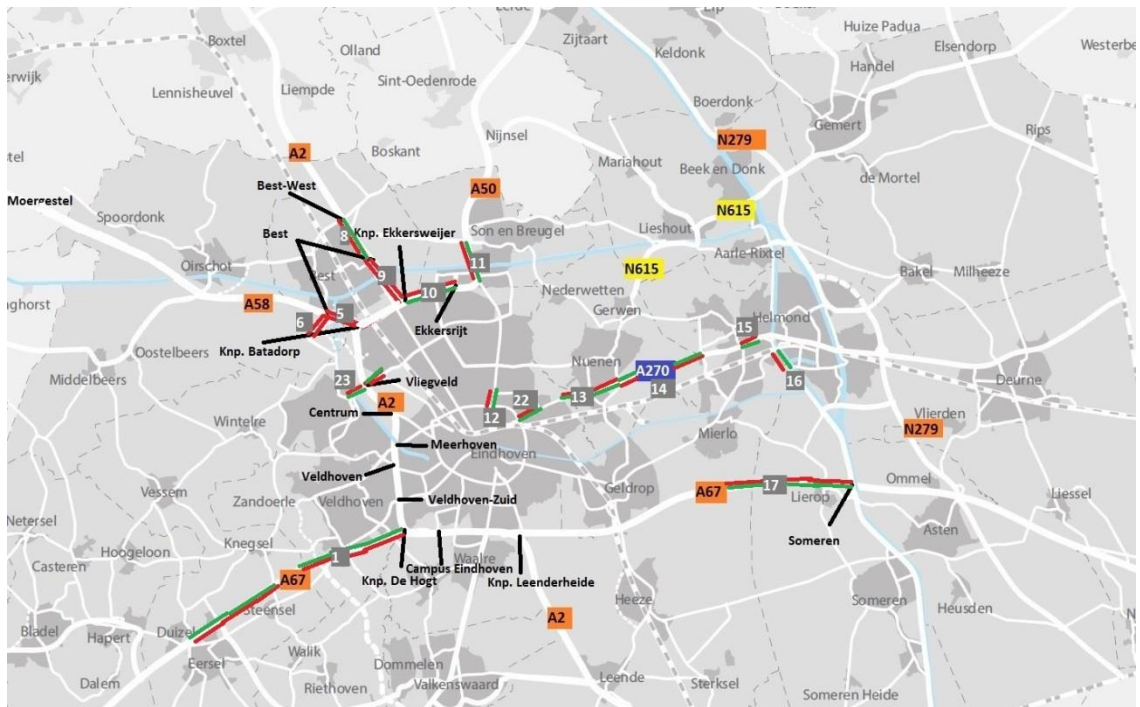 Elp
Huize Padua
Zijtaart
Elsendorp
Westerbe
Boxtel
Olland
Keldonk
Handel
erwijk
Sint-Oedenrode
Lennisheuvel
Liempde
Boerdonk
Gemert
Nijnsel
N279
Rips
A2
Boskant
Mariahout
Beek en Donk
de Mortel
stel
Best-West
A50
Moergestel
Spoordonk
N615
Best
8
Knp. Ekkersweijer
Son en Breugel
Lieshout
Aarle-Rixtel
Oirschot
11
N615
Bakel
Milheeze
9
10
Nederwetten
A58
5
Gerwen
Helmond
6
Ekkersrijt
15
Oostelbeers
Knp. Batadorp
Nuenen
A270
Middelbeers
23
Vliegveld
14
16
Deurne
13
A2
22
Centrum
12
Vlierden
Wintelre
N279
Meerhoven
Mierlo
Eindhoven
Veldhoven
Ommel
Vessem
Zandoerle
Veldhoven
Veldhoven-Zuid
Geldrop
A67
17
Lierop
Liessel
Netersel
Asten
Knegsel
Someren
Hoogeloon
1
Waalre
Casteren
Campus Eindhoven
Knp. De Hogt
Knp. Leenderheide
A67
Steensel
Heeze
Someren
Heusden
A2
Bladel
Hapert
Duizel
Eersel
Walik
Dommelen
Leende
Sterksel
Dalem
Riethoven
Valkenswaard
Someren Heide